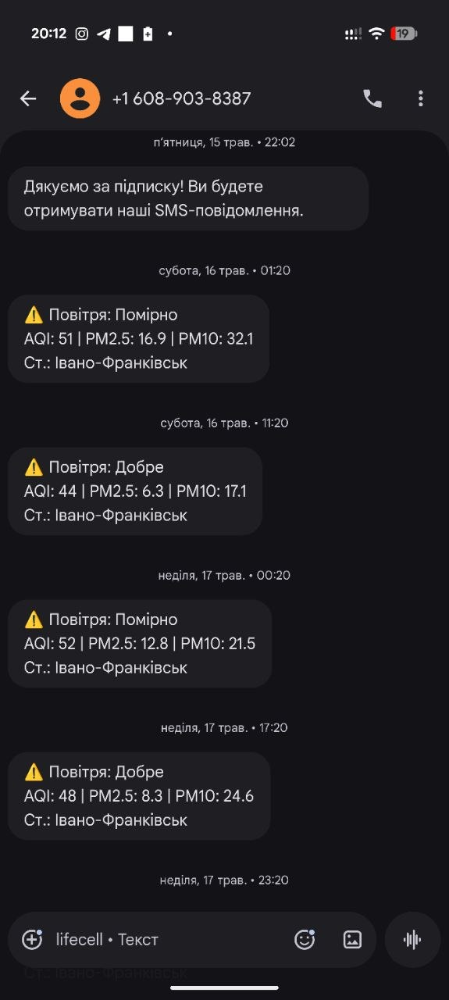 20:12
19
+1 608-903-8387
п’ятниця, 15 трав. • 22:02
Дякуємо за підписку! Ви будете
отримувати наші SMS-повідомлення.
субота, 16 трав. • 01:20
⚠️ Повітря: Помірно
AQI: 51 | PM2.5: 16.9 | PM10: 32.1
Ст.: Івано-Франківськ
субота, 16 трав. • 11:20
⚠️ Повітря: Добре
AQI: 44 | PM2.5: 6.3 | PM10: 17.1
Ст.: Івано-Франківськ
неділя, 17 трав. • 00:20
⚠️ Повітря: Помірно
AQI: 52 | PM2.5: 12.8 | PM10: 21.5
Ст.: Івано-Франківськ
неділя, 17 трав. • 17:20
⚠️ Повітря: Добре
AQI: 48 | PM2.5: 8.3 | PM10: 24.6
Ст.: Івано-Франківськ
неділя, 17 трав. • 23:20
lifecell • Текст
Ст.: Івано-Франківськ